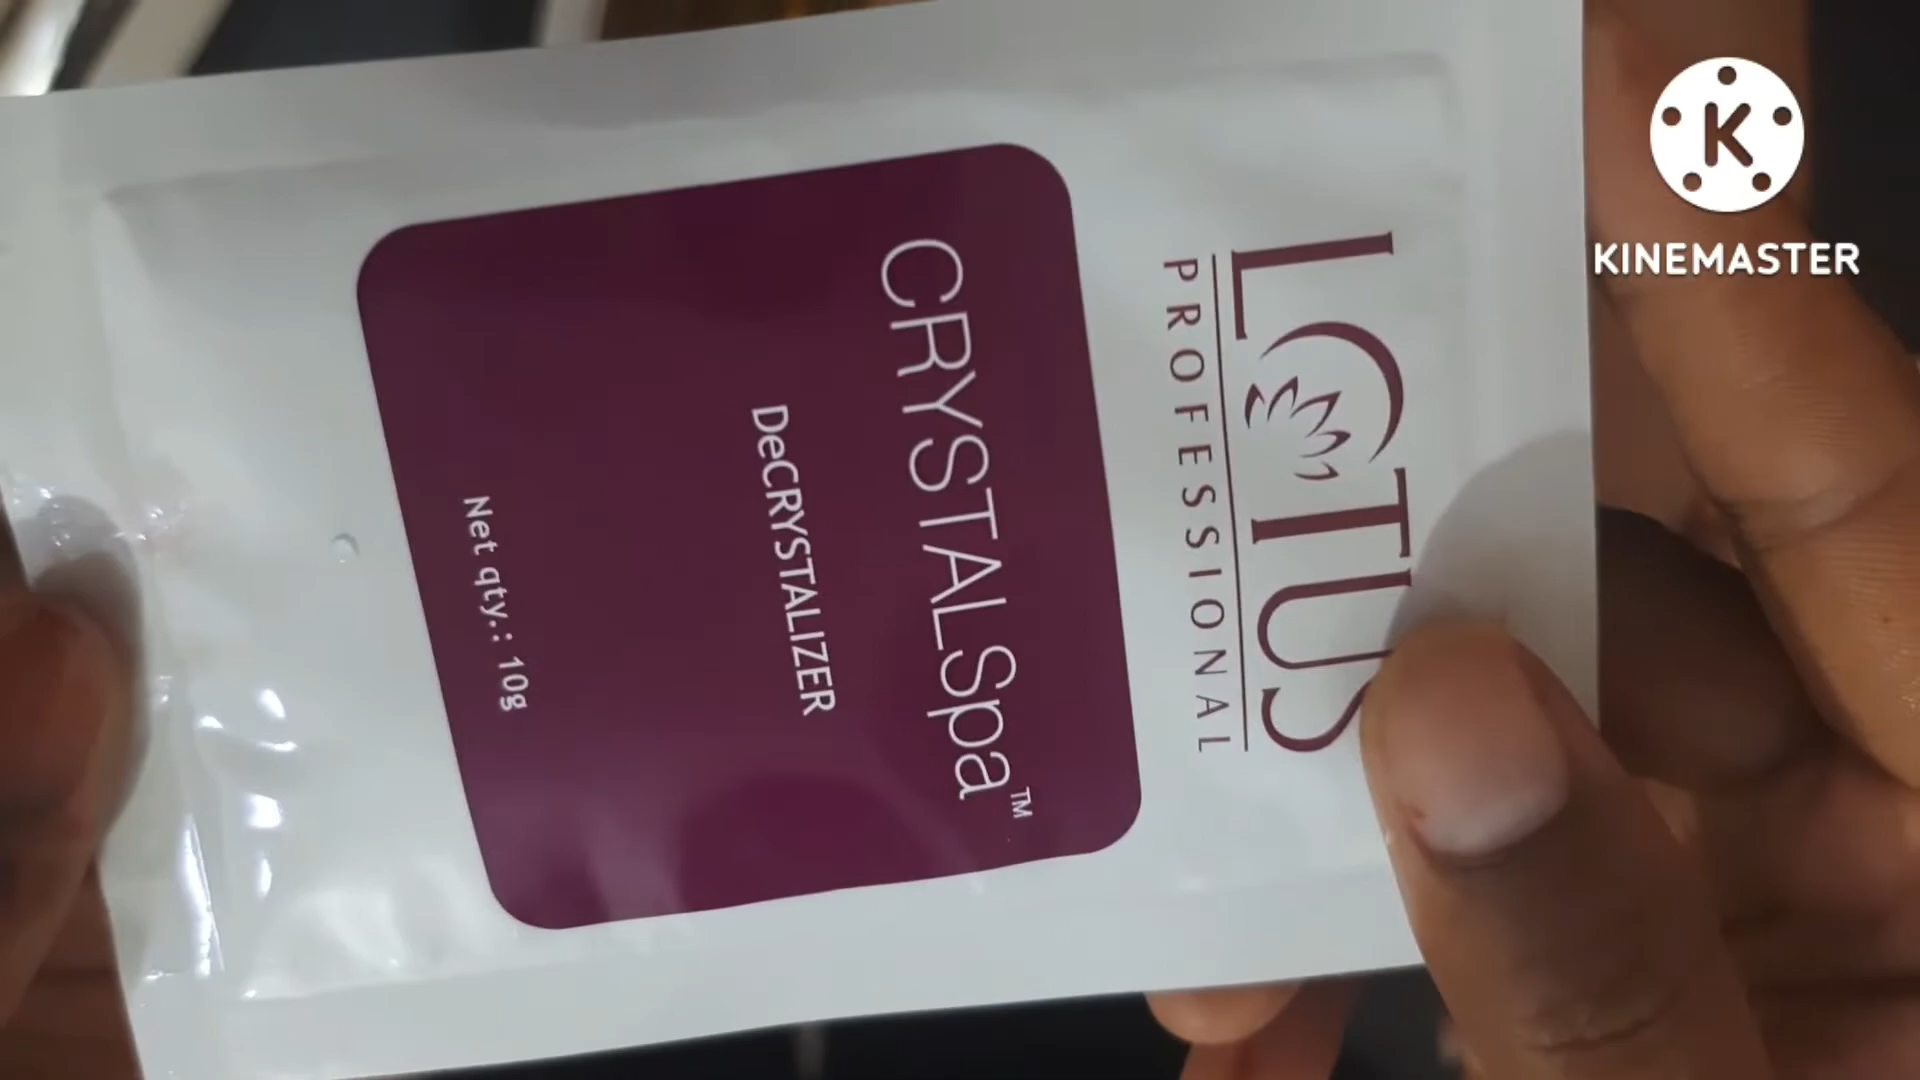 LOTUS
PROFESSIONAL
CRYSTALSpa™
DeCRYSTALIZER
Net qty.: 10g
K
KINEMASTER